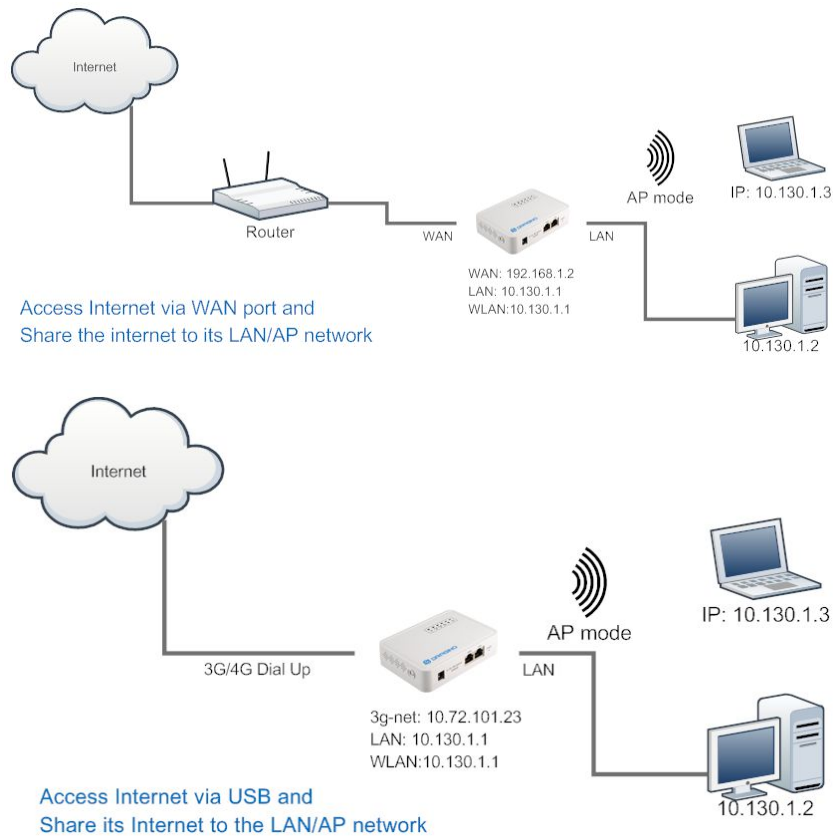 Internet
AP mode
IP: 10.130.1.3
Router
WAN
LAN
WAN: 192.168.1.2
LAN: 10.130.1.1
WLAN:10.130.1.1
Access Internet via WAN port and
Share the internet to its LAN/AP network
10.130.1.2
Internet
AP mode
IP: 10.130.1.3
3G/4G Dial Up
LAN
3g-net: 10.72.101.23
LAN: 10.130.1.1
WLAN:10.130.1.1
10.130.1.2
Access Internet via USB and
Share its Internet to the LAN/AP network